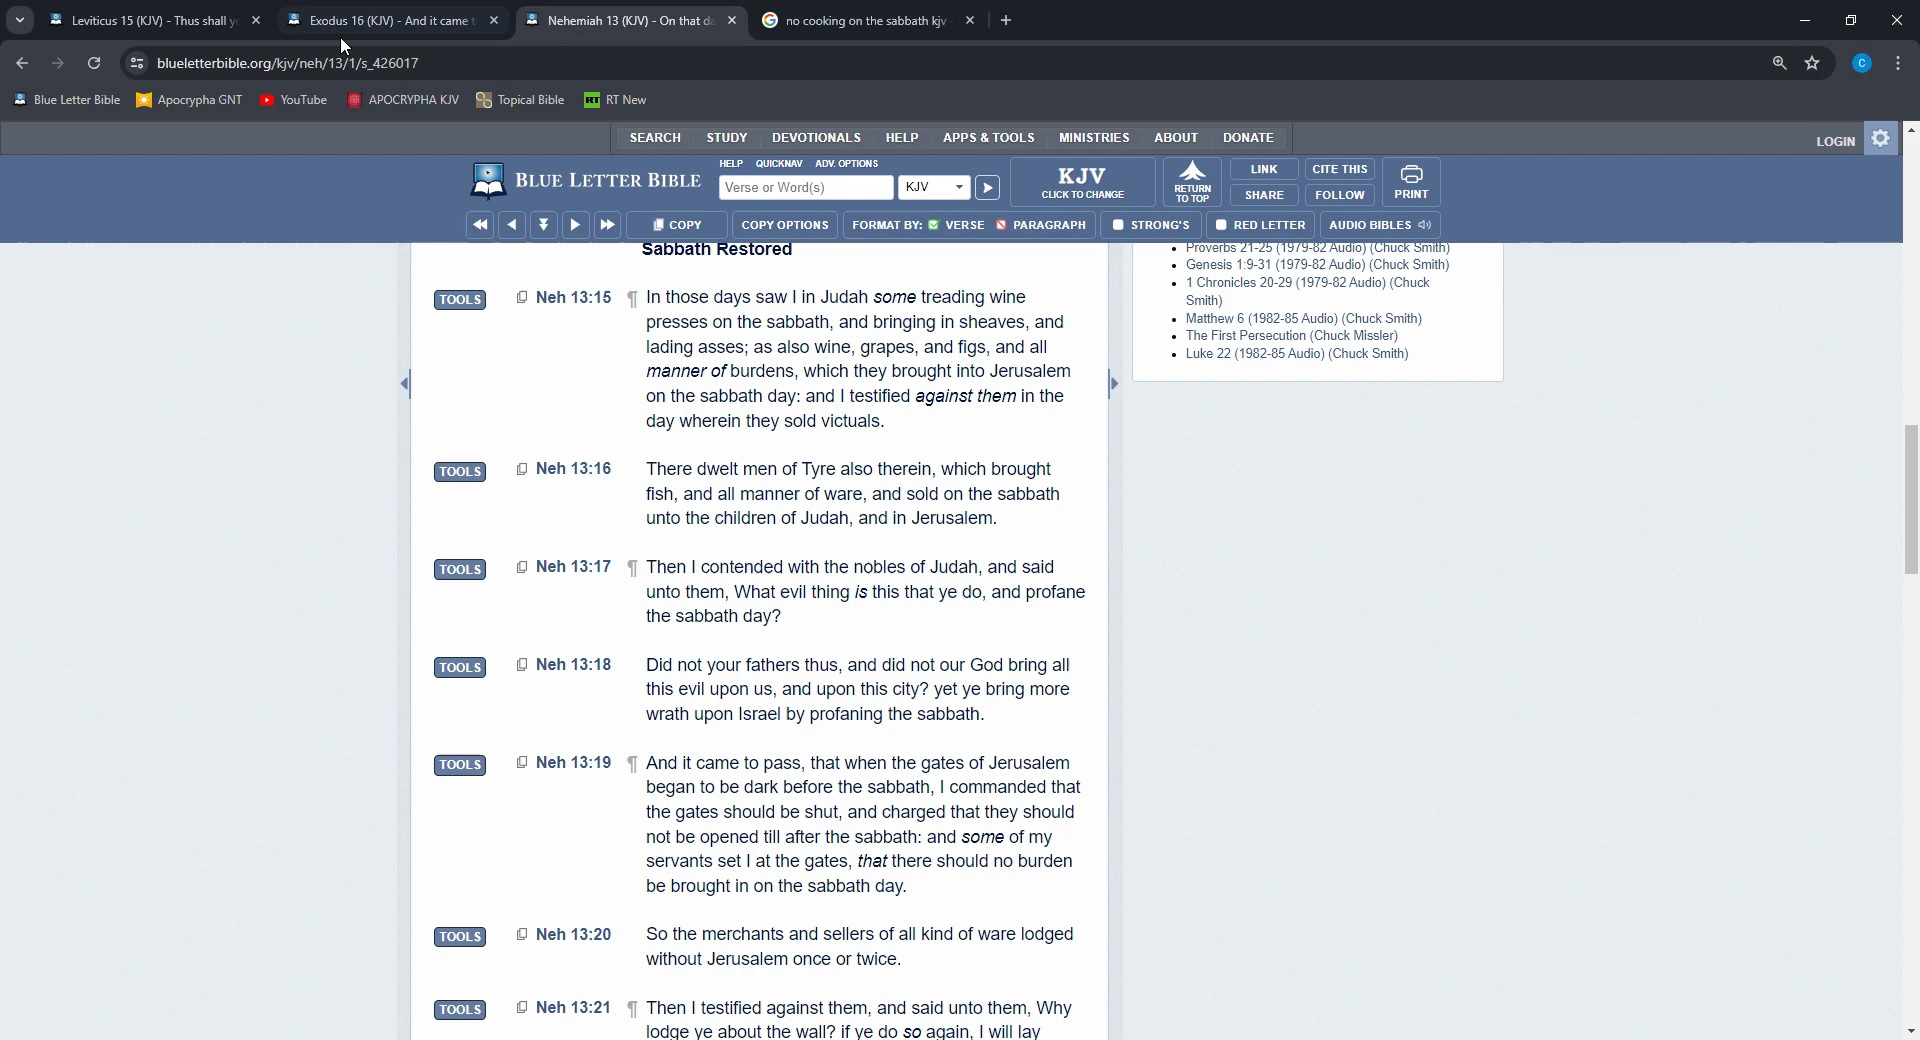 Leviticus 15 (KJV) - Thus shall y
Exodus 16 (KJV) - And it came t
Nehemiah 13 (KJV) - On that da
no cooking on the sabbath kjv
blueletterbible.org/kjv/neh/13/1/s_426017
C
Blue Letter Bible
Apocrypha GNT
YouTube
APOCRYPHA KJV
Topical Bible
RT New
SEARCH
STUDY
DEVOTIONALS
HELP
APPS & TOOLS
MINISTRIES
ABOUT
DONATE
LOGIN
BLUE LETTER BIBLE
HELP
QUICKNAV
ADV. OPTIONS
Verse or Word(s)
KJV
KJV
CLICK TO CHANGE
RETURN
TO TOP
LINK
CITE THIS
SHARE
FOLLOW
PRINT
COPY
COPY OPTIONS
FORMAT BY:
VERSE
PARAGRAPH
STRONG'S
RED LETTER
AUDIO BIBLES
Sabbath Restored
TOOLS
Neh 13:15
¶ In those days saw I in Judah some treading wine
presses on the sabbath, and bringing in sheaves, and
lading asses; as also wine, grapes, and figs, and all
manner of burdens, which they brought into Jerusalem
on the sabbath day: and I testified against them in the
day wherein they sold victuals.
TOOLS
Neh 13:16
There dwelt men of Tyre also therein, which brought
fish, and all manner of ware, and sold on the sabbath
unto the children of Judah, and in Jerusalem.
TOOLS
Neh 13:17
¶ Then I contended with the nobles of Judah, and said
unto them, What evil thing is this that ye do, and profane
the sabbath day?
TOOLS
Neh 13:18
Did not your fathers thus, and did not our God bring all
this evil upon us, and upon this city? yet ye bring more
wrath upon Israel by profaning the sabbath.
TOOLS
Neh 13:19
¶ And it came to pass, that when the gates of Jerusalem
began to be dark before the sabbath, I commanded that
the gates should be shut, and charged that they should
not be opened till after the sabbath: and some of my
servants set I at the gates, that there should no burden
be brought in on the sabbath day.
TOOLS
Neh 13:20
So the merchants and sellers of all kind of ware lodged
without Jerusalem once or twice.
TOOLS
Neh 13:21
¶ Then I testified against them, and said unto them, Why
lodge ye about the wall? if ye do so again, I will lay
Proverbs 21-25 (1979-82 Audio) (Chuck Smith)
Genesis 1:9-31 (1979-82 Audio) (Chuck Smith)
1 Chronicles 20-29 (1979-82 Audio) (Chuck
Smith)
Matthew 6 (1982-85 Audio) (Chuck Smith)
The First Persecution (Chuck Missler)
Luke 22 (1982-85 Audio) (Chuck Smith)